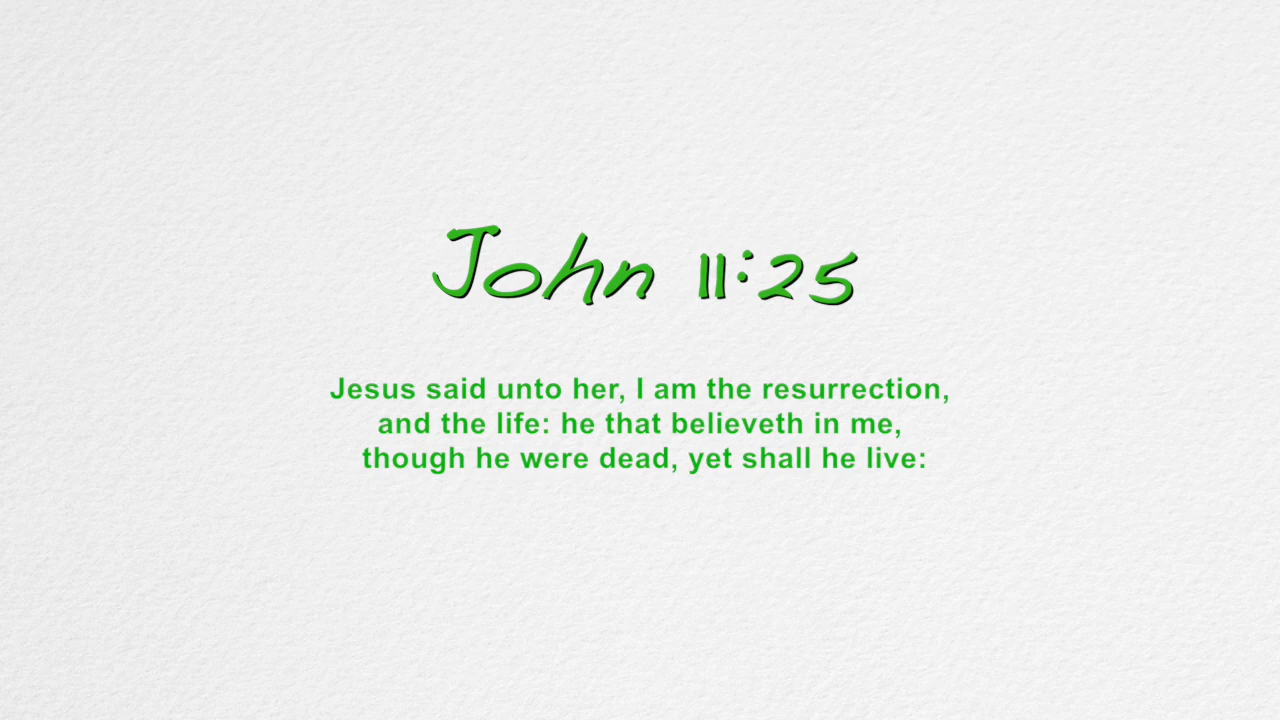 John 11:25
Jesus said unto her, I am the resurrection,
and the life: he that believeth in me,
though he were dead, yet shall he live: